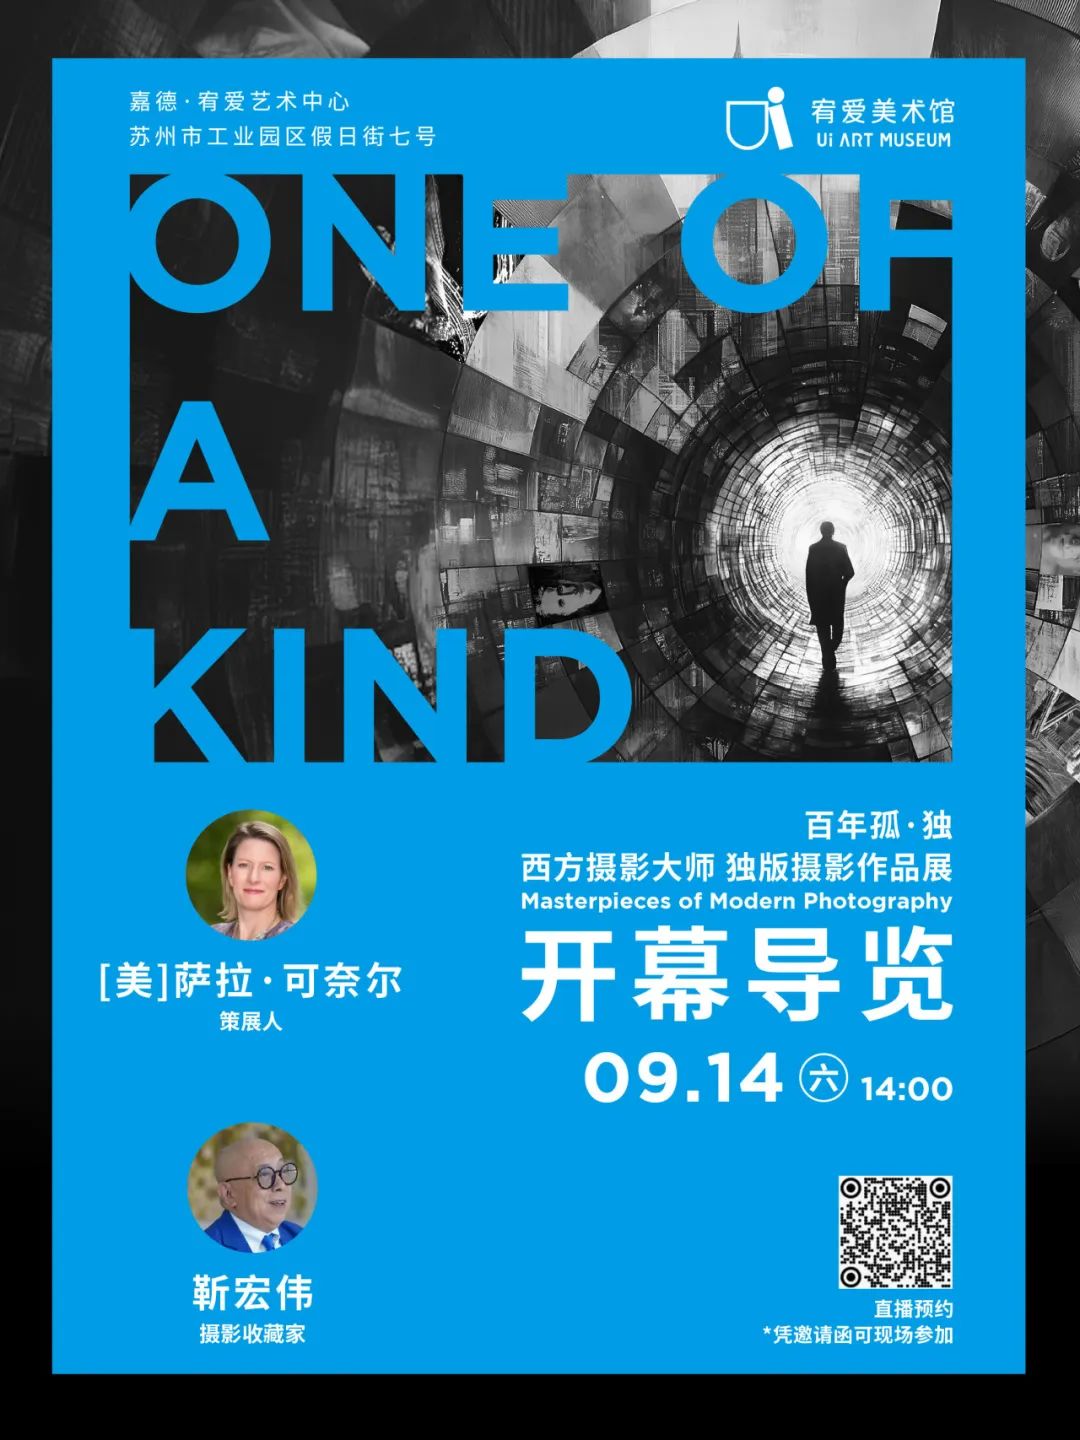 嘉德·宥爱艺术中心
苏州市工业园区假日街七号
宥爱美术馆
Ui ART MUSEUM
ONE OF
A
KIND
百年孤·独
西方摄影大师 独版摄影作品展
Masterpieces of Modern Photography
开幕导览
09.14 六 14:00
[美]萨拉·可奈尔
策展人
靳宏伟
摄影收藏家
直播预约
*凭邀请函可现场参加